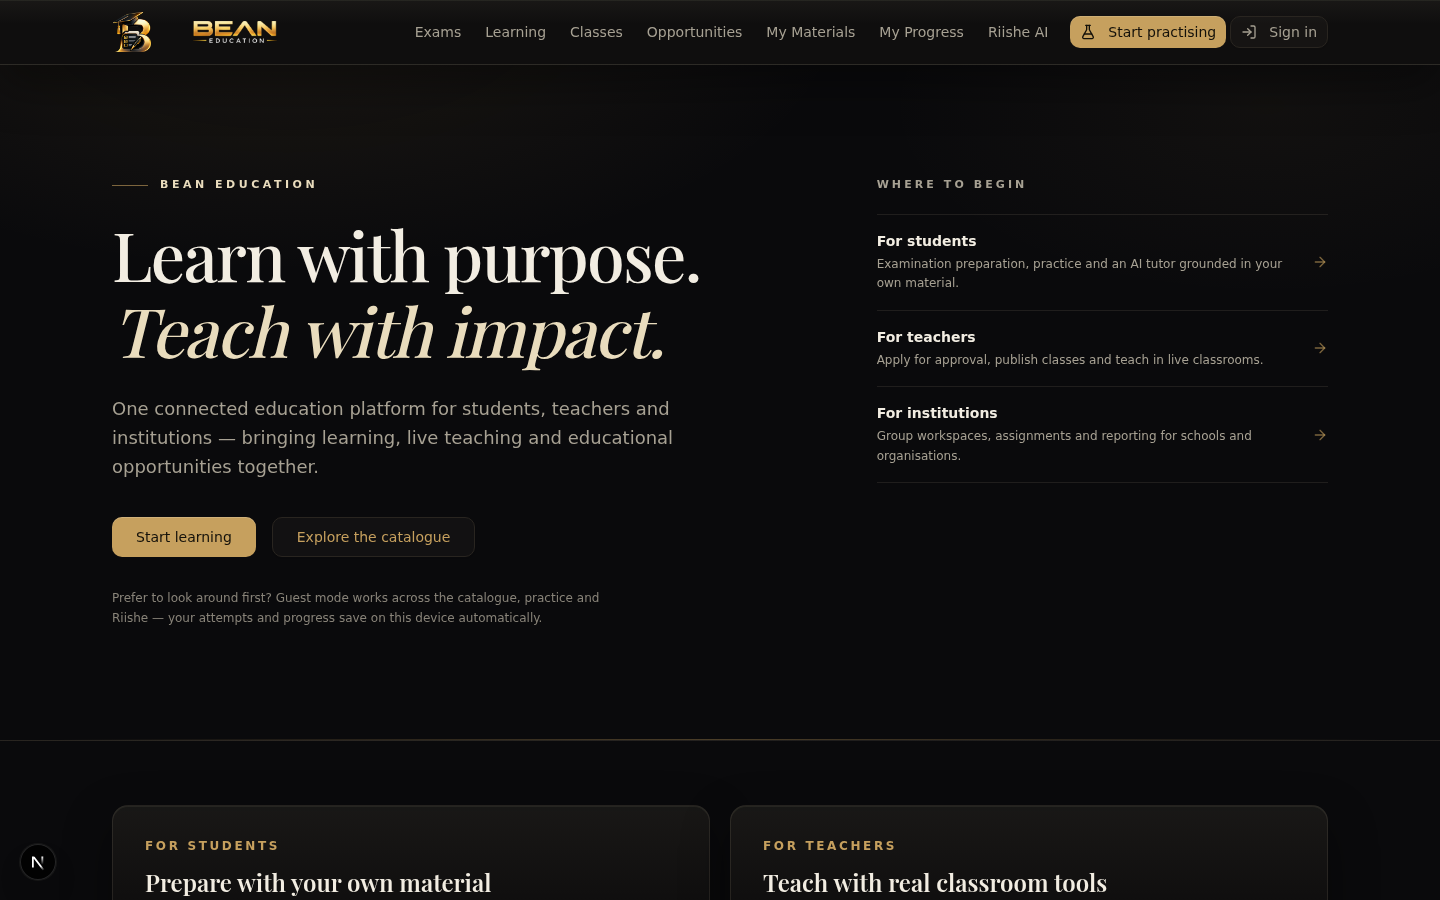 B BEAN
EDUCATION
Exams Learning Classes Opportunities My Materials My Progress Riishe AI Start practising Sign in
BEAN EDUCATION
Learn with purpose.
Teach with impact.
One connected education platform for students, teachers and
institutions — bringing learning, live teaching and educational
opportunities together.
Start learning Explore the catalogue
Prefer to look around first? Guest mode works across the catalogue, practice and
Riishe — your attempts and progress save on this device automatically.
WHERE TO BEGIN
For students
Examination preparation, practice and an AI tutor grounded in your
own material.
For teachers
Apply for approval, publish classes and teach in live classrooms.
For institutions
Group workspaces, assignments and reporting for schools and
organisations.
FOR STUDENTS
Prepare with your own material
FOR TEACHERS
Teach with real classroom tools
N